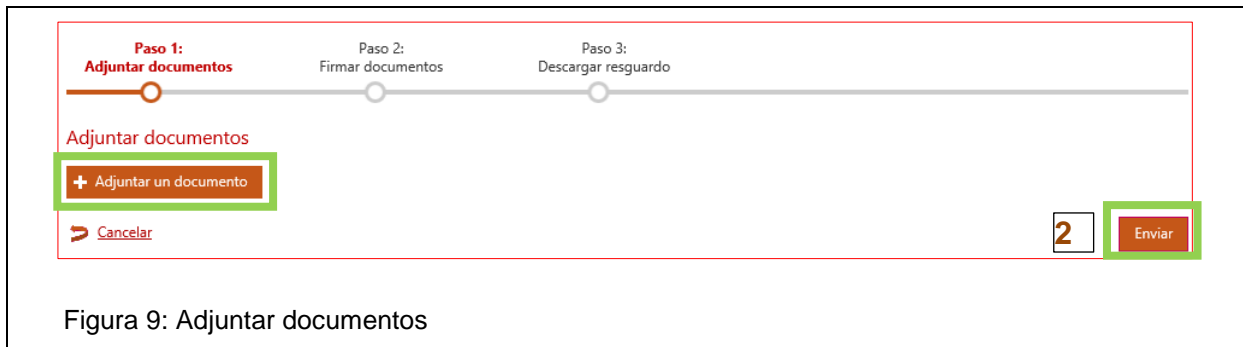 Paso 1:
Adjuntar documentos
Paso 2:
Firmar documentos
Paso 3:
Descargar resguardo
Adjuntar documentos
+ Adjuntar un documento
Cancelar
2
Enviar
Figura 9: Adjuntar documentos